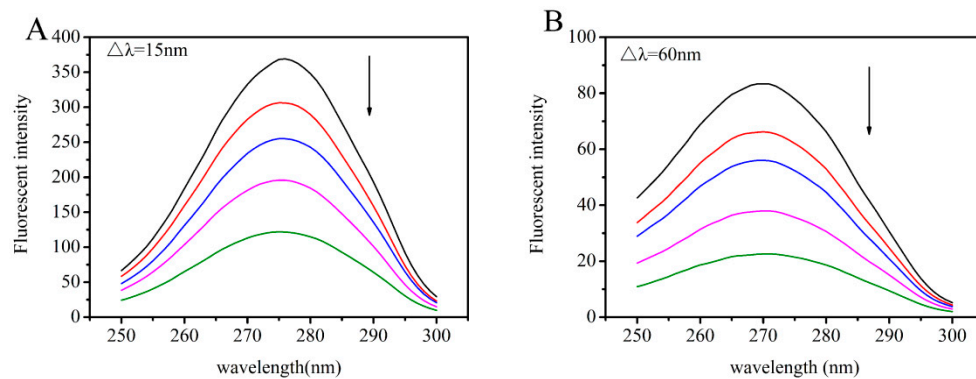 A
△λ=15nm
400
350
300
250
200
150
100
50
0
250 260 270 280 290 300
wavelength(nm)
Fluorescent intensity
B
△λ=60nm
100
80
60
40
20
0
250 260 270 280 290 300
wavelength (nm)
Fluorescent intensity